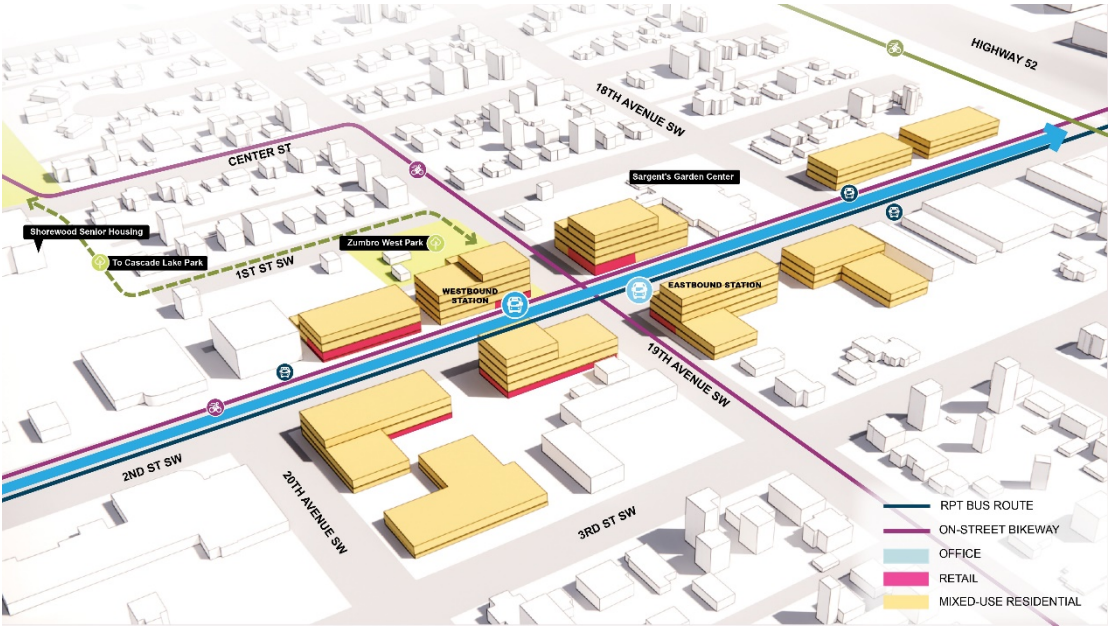 HIGHWAY 52
18TH AVENUE SW
CENTER ST
Sargent's Garden Center
Shorewood Senior Housing
Zumbro West Park
To Cascade Lake Park
1ST ST SW
WESTBOUND
STATION
EASTBOUND STATION
19TH AVENUE SW
2ND ST SW
20TH AVENUE SW
3RD ST SW
RPT BUS ROUTE
ON-STREET BIKEWAY
OFFICE
RETAIL
MIXED-USE RESIDENTIAL